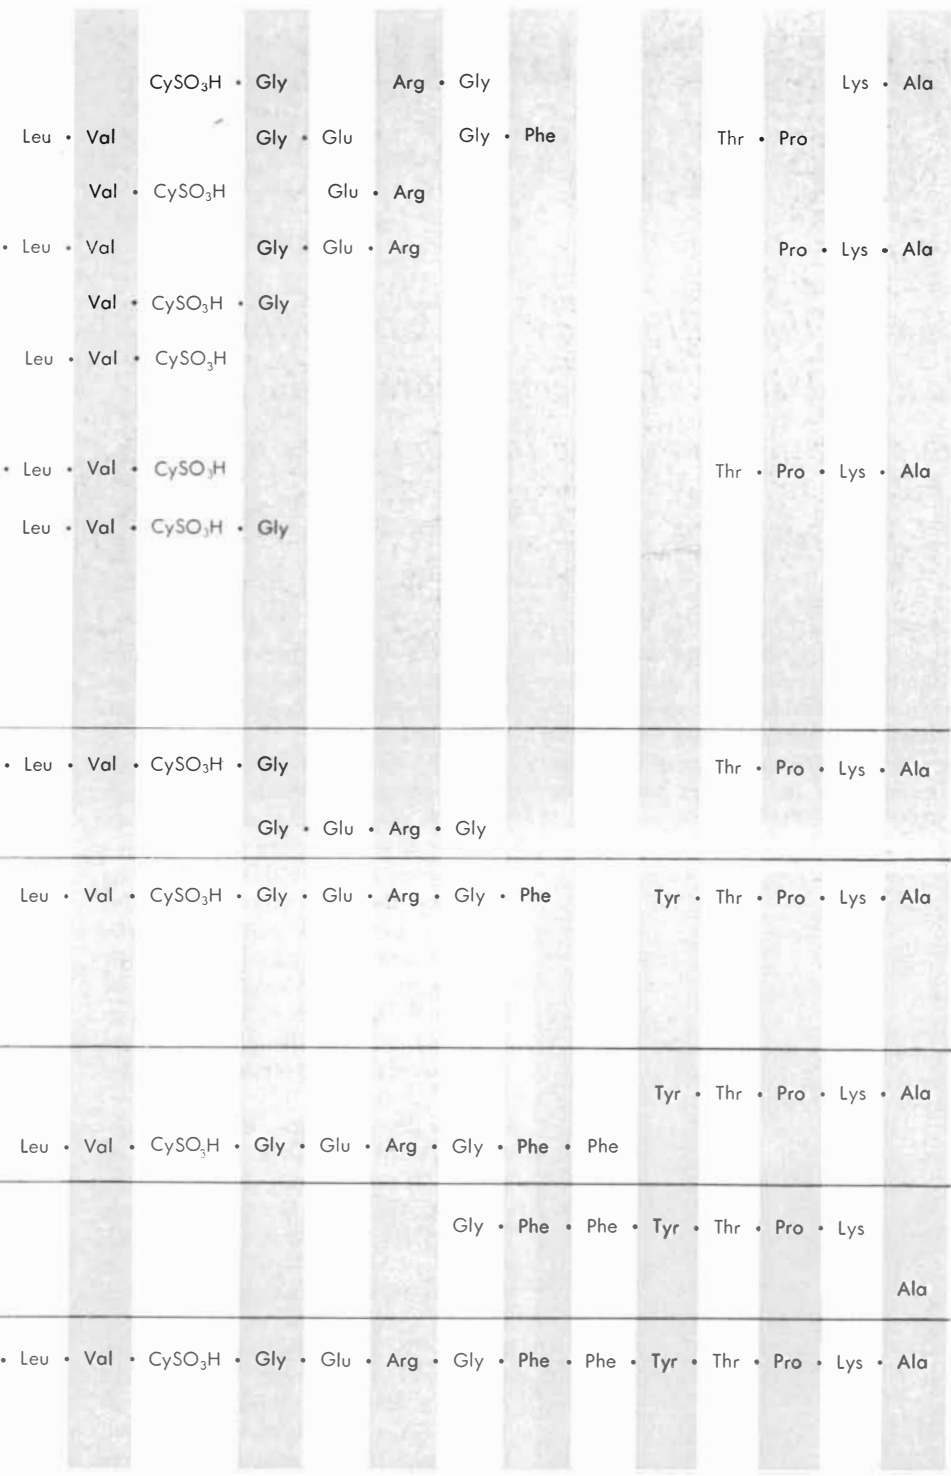 CySO₃H • Gly Arg • Gly Lys • Ala
Leu • Val Gly • Glu Gly • Phe Thr • Pro
Val • CySO₃H Glu • Arg
• Leu • Val Gly • Glu • Arg Pro • Lys • Ala
Val • CySO₃H • Gly
Leu • Val • CySO₃H
• Leu • Val • CySO₃H Thr • Pro • Lys • Ala
Leu • Val • CySO₃H • Gly
• Leu • Val • CySO₃H • Gly Thr • Pro • Lys • Ala
Gly • Glu • Arg • Gly
Leu • Val • CySO₃H • Gly • Glu • Arg • Gly • Phe Tyr • Thr • Pro • Lys • Ala
Tyr • Thr • Pro • Lys • Ala
Leu • Val • CySO₃H • Gly • Glu • Arg • Gly • Phe • Phe
Gly • Phe • Phe • Tyr • Thr • Pro • Lys
Ala
• Leu • Val • CySO₃H • Gly • Glu • Arg • Gly • Phe • Phe • Tyr • Thr • Pro • Lys • Ala